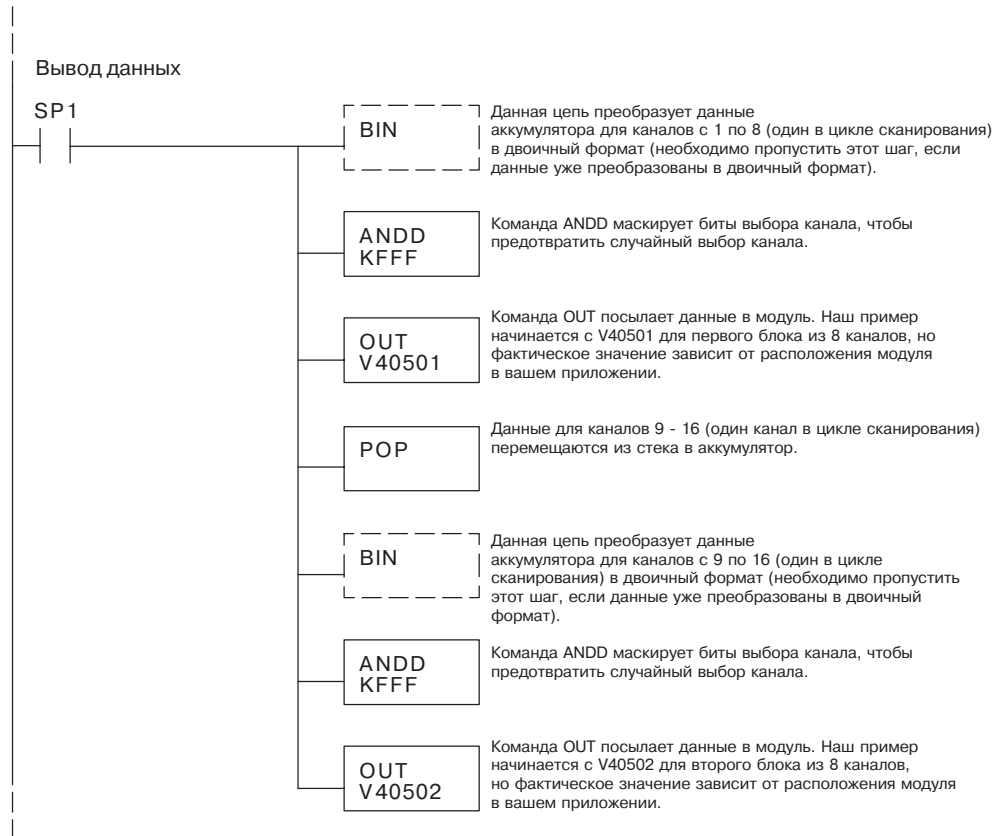 Вывод данных
SP1
BIN
Данная цепь преобразует данные
аккумулятора для каналов с 1 по 8 (один в цикле сканирования)
в двоичный формат (необходимо пропустить этот шаг, если
данные уже преобразованы в двоичный формат).
ANDD
KFFF
Команда ANDD маскирует биты выбора канала, чтобы
предотвратить случайный выбор канала.
OUT
V40501
Команда OUT посылает данные в модуль. Наш пример
начинается с V40501 для первого блока из 8 каналов, но
фактическое значение зависит от расположения модуля
в вашем приложении.
POP
Данные для каналов 9 - 16 (один канал в цикле сканирования)
перемещаются из стека в аккумулятор.
BIN
Данная цепь преобразует данные
аккумулятора для каналов с 9 по 16 (один в цикле
сканирования) в двоичный формат (необходимо пропустить
этот шаг, если данные уже преобразованы в двоичный
формат).
ANDD
KFFF
Команда ANDD маскирует биты выбора канала, чтобы
предотвратить случайный выбор канала.
OUT
V40502
Команда OUT посылает данные в модуль. Наш пример
начинается с V40502 для второго блока из 8 каналов,
но фактическое значение зависит от расположения модуля
в вашем приложении.